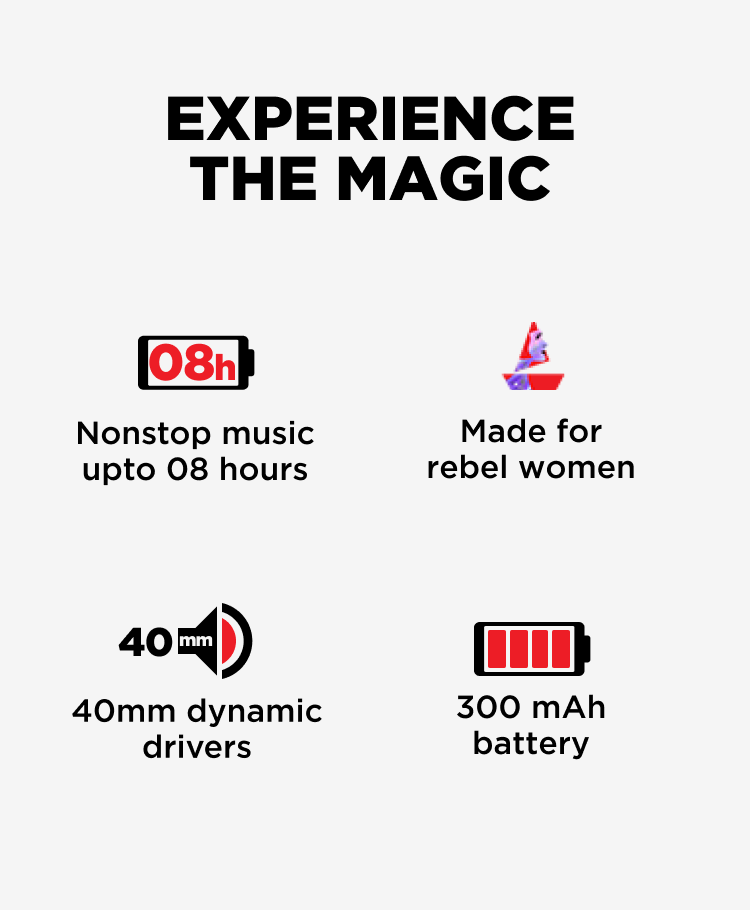 EXPERIENCE
THE MAGIC
08h
Nonstop music
upto 08 hours
Made for
rebel women
40 mm
40mm dynamic
drivers
300 mAh
battery